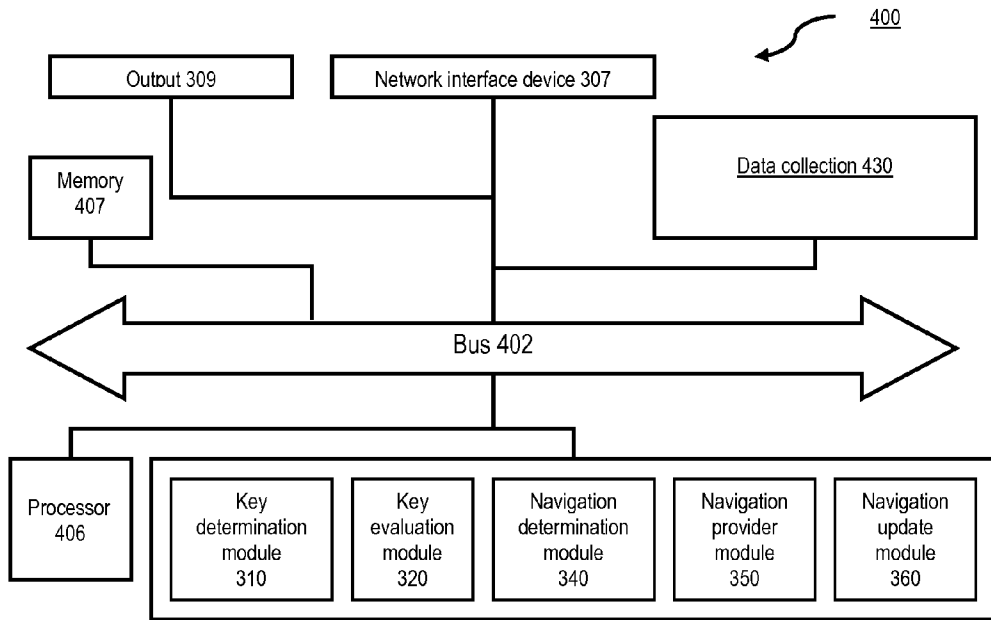 400
Output 309
Network interface device 307
Memory
407
Data collection 430
Bus 402
Processor
406
Key
determination
module
310
Key
evaluation
module
320
Navigation
determination
module
340
Navigation
provider
module
350
Navigation
update
module
360